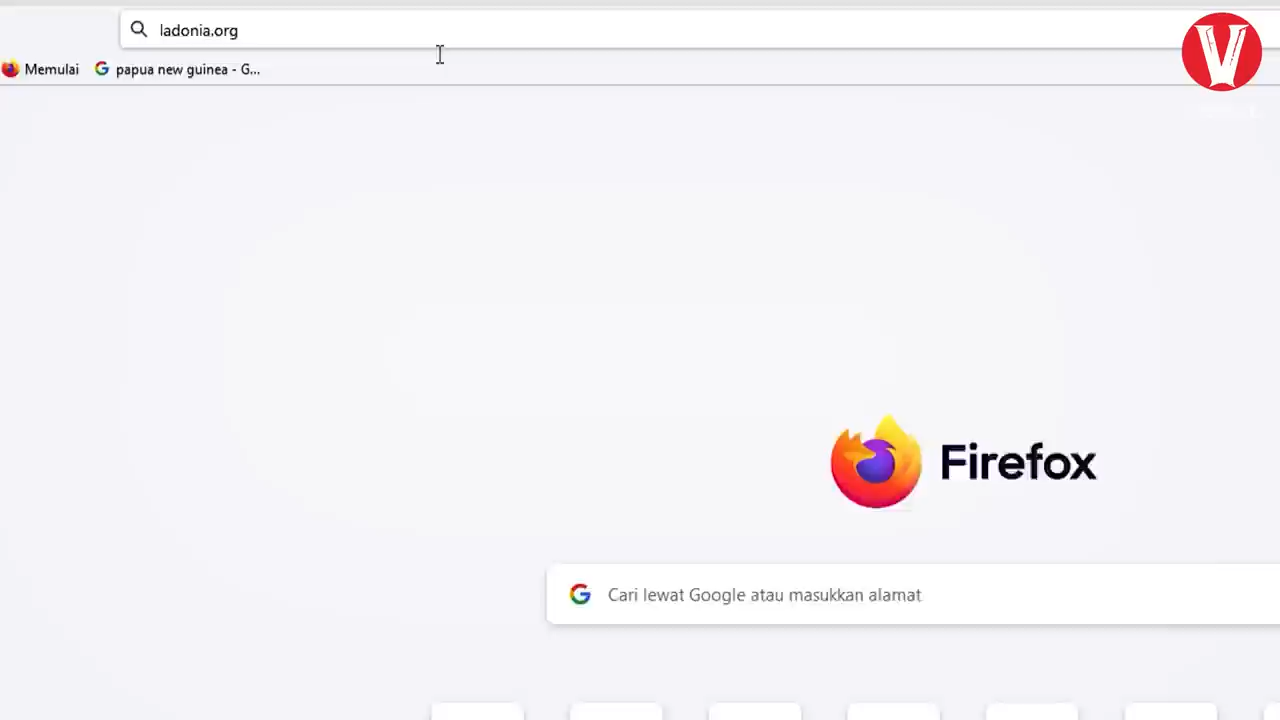 ladonia.org
Memulai
papua new guinea - G...
V
Firefox
Cari lewat Google atau masukkan alamat